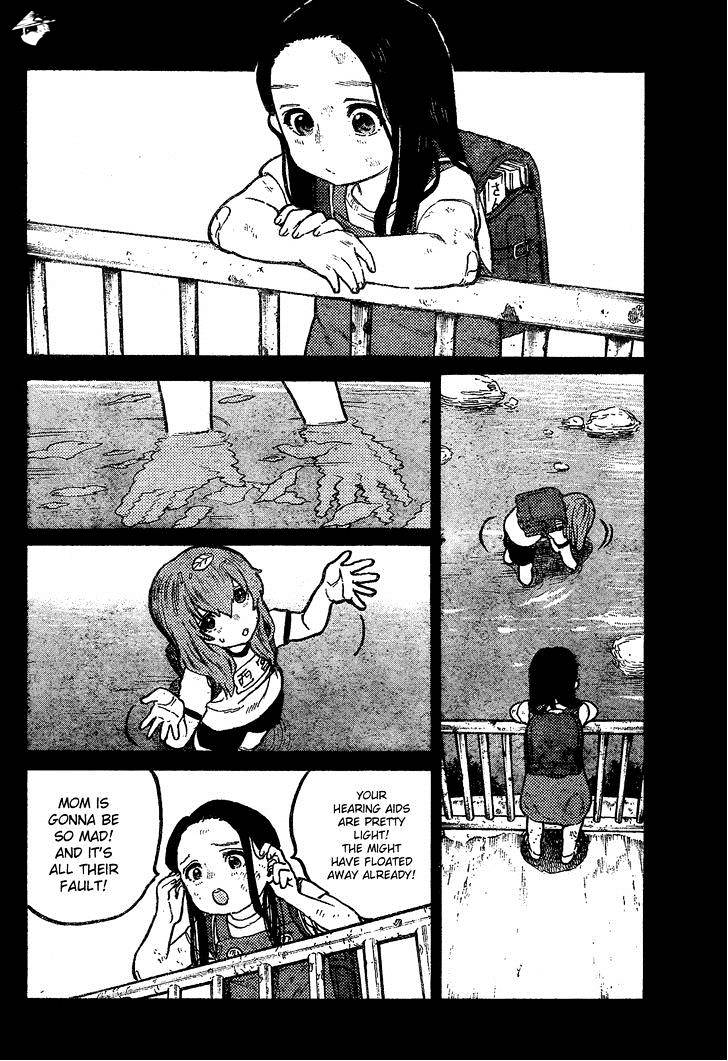 YOUR
HEARING AIDS
ARE PRETTY
LIGHT!
THE MIGHT
HAVE FLOATED
AWAY ALREADY!
MOM IS
GONNA BE
SO MAD!
AND IT'S
ALL THEIR
FAULT!